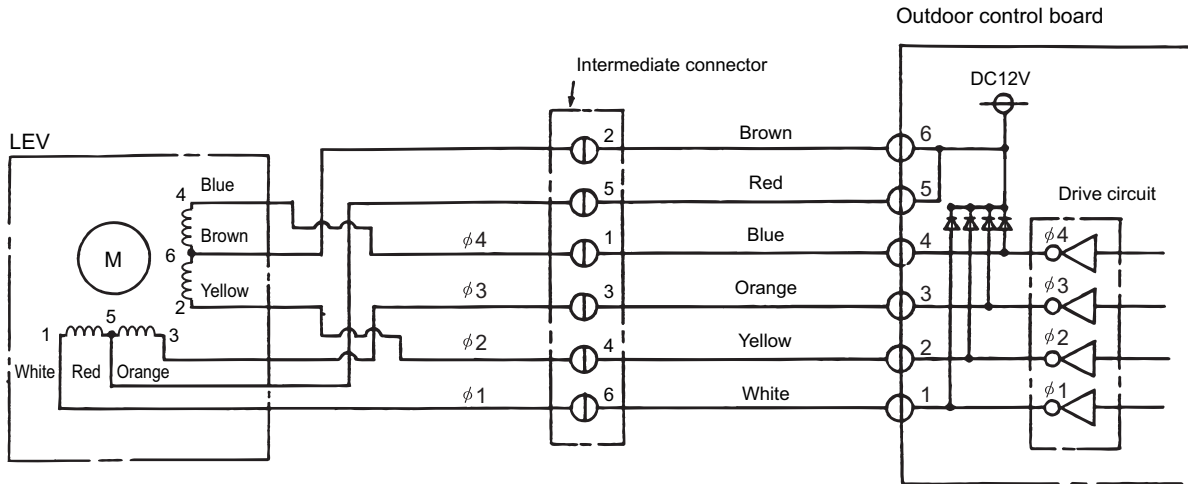 Outdoor control board
Intermediate connector
DC12V
LEV
2 Brown 6
4 Blue
5 Red 5
Drive circuit
Brown
6
φ4 1 Blue 4 φ4
M
Yellow
2
φ3 3 Orange 3 φ3
1 5 3
φ2 4 Yellow 2 φ2
White Red Orange
φ1 6 White 1 φ1